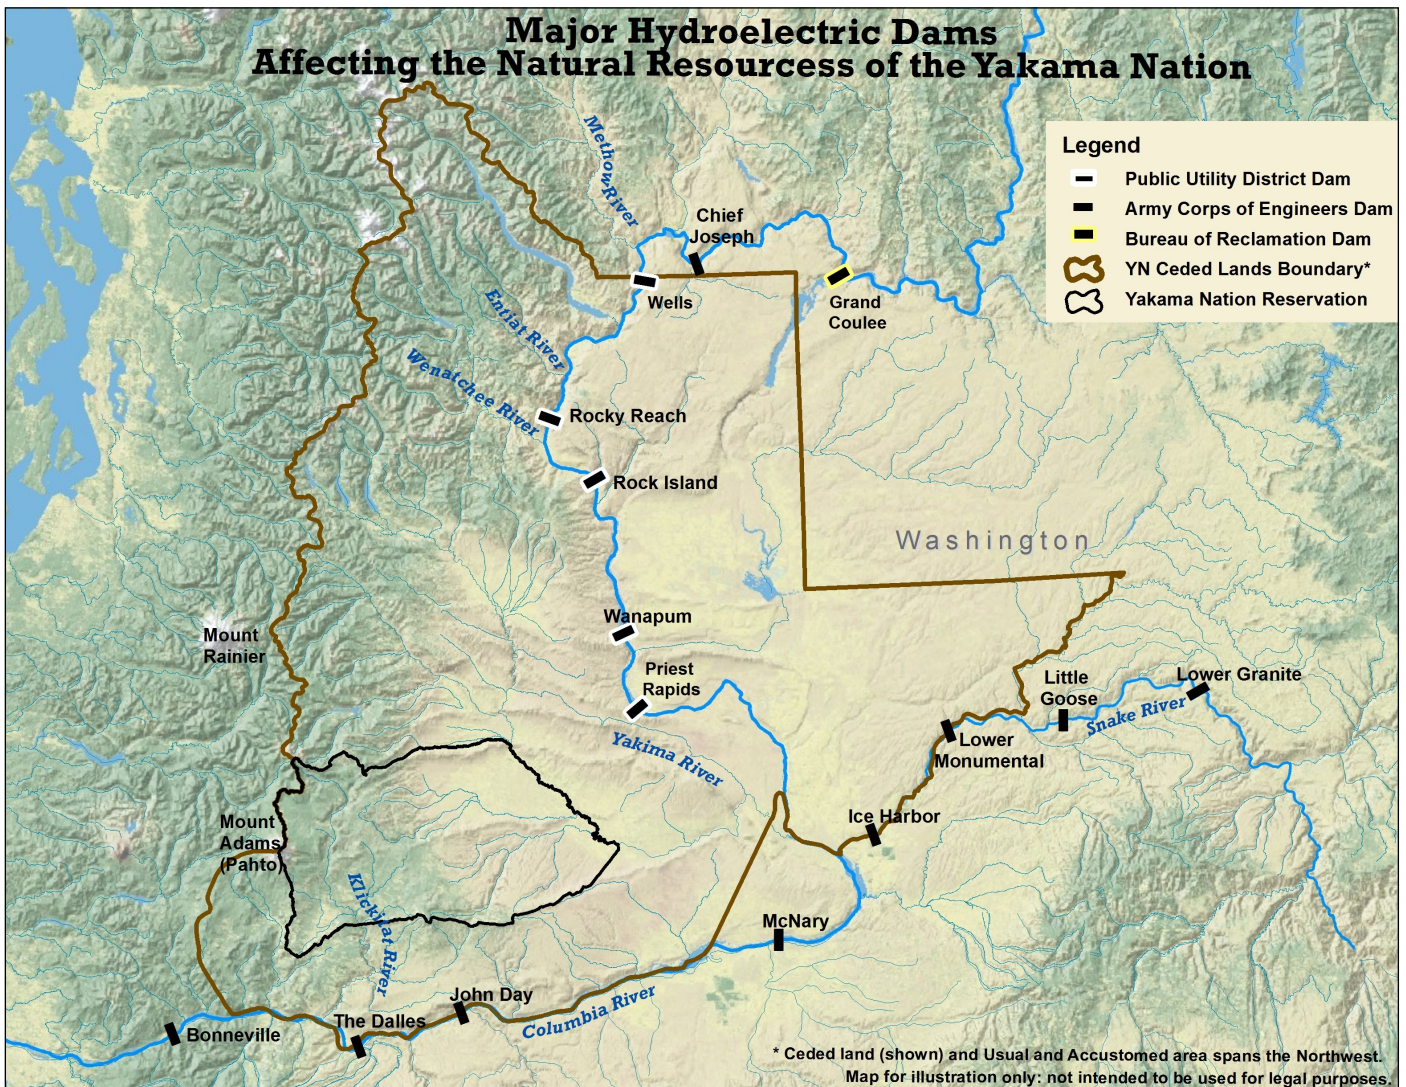 Major Hydroelectric Dams
Affecting the Natural Resourcess of the Yakama Nation
Legend
Public Utility District Dam
Army Corps of Engineers Dam
Bureau of Reclamation Dam
YN Ceded Lands Boundary*
Yakama Nation Reservation
Methow River
Chief
Joseph
Wells
Grand
Coulee
Entiat River
Wenatchee River
Rocky Reach
Rock Island
Washington
Wanapum
Mount
Rainier
Priest
Rapids
Little
Goose
Lower Granite
Snake River
Yakima River
Lower
Monumental
Ice Harbor
Mount
Adams
(Pahto)
Klickitat River
McNary
John Day
Columbia River
The Dalles
Bonneville
* Ceded land (shown) and Usual and Accustomed area spans the Northwest.
Map for illustration only: not intended to be used for legal purposes.